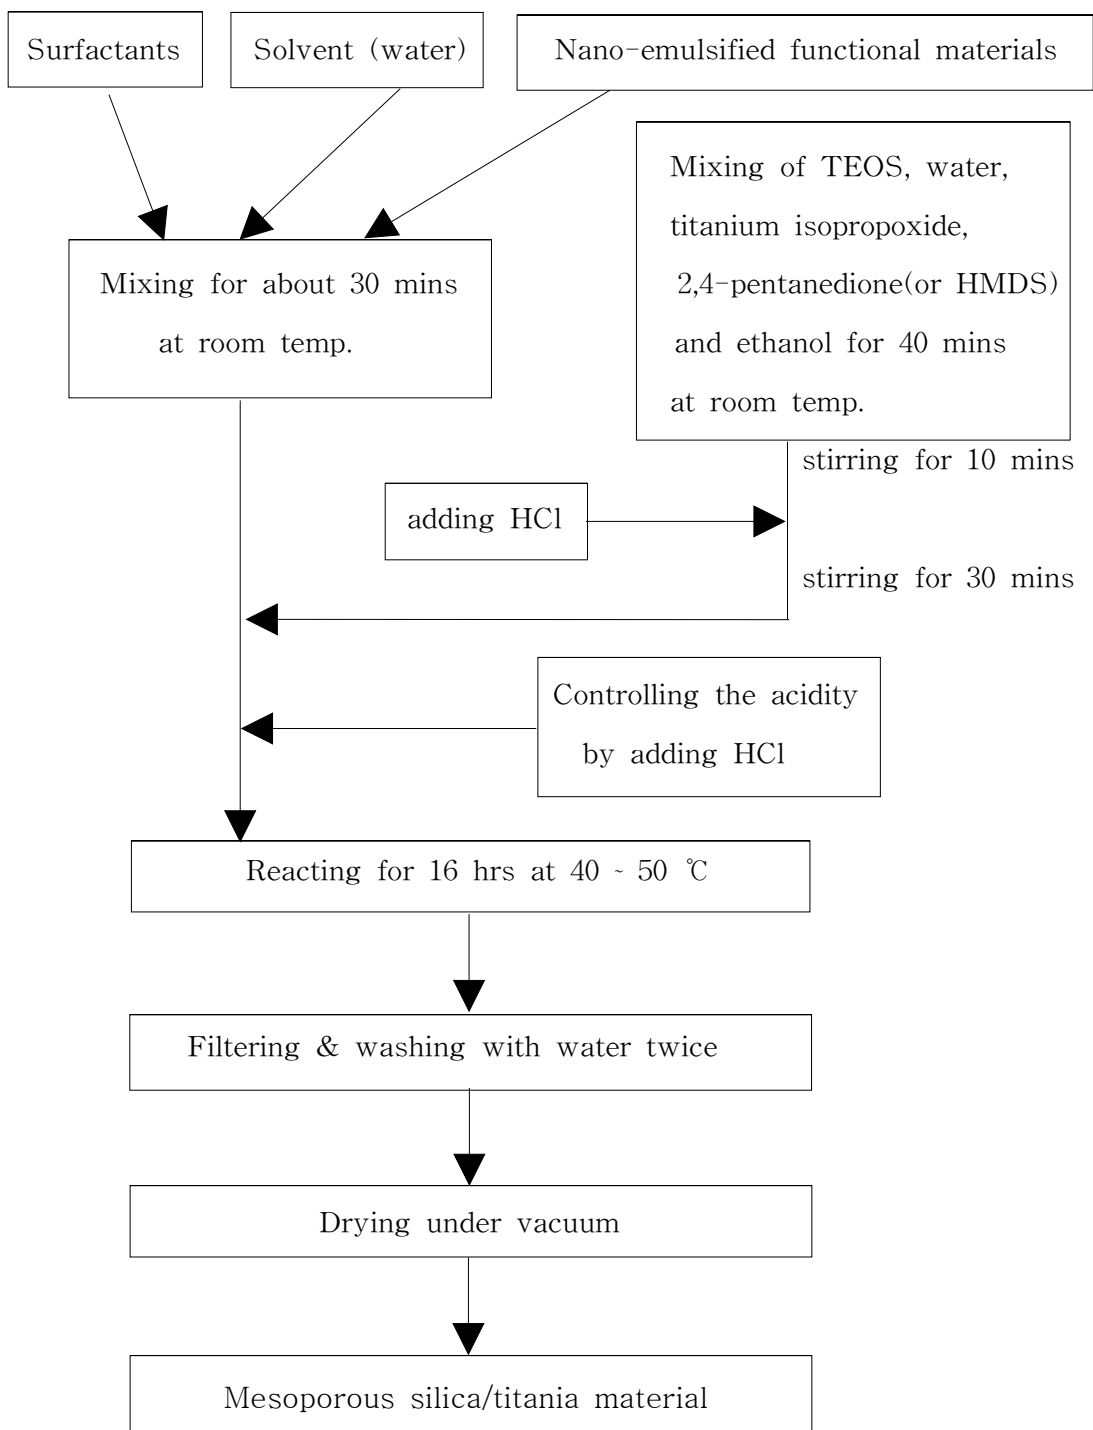 Surfactants
Solvent (water)
Nano-emulsified functional materials
Mixing for about 30 mins
at room temp.
Mixing of TEOS, water,
titanium isopropoxide,
2,4-pentanedione(or HMDS)
and ethanol for 40 mins
at room temp.
stirring for 10 mins
adding HCl
stirring for 30 mins
Controlling the acidity
by adding HCl
Reacting for 16 hrs at 40 ~ 50 ℃
Filtering & washing with water twice
Drying under vacuum
Mesoporous silica/titania material